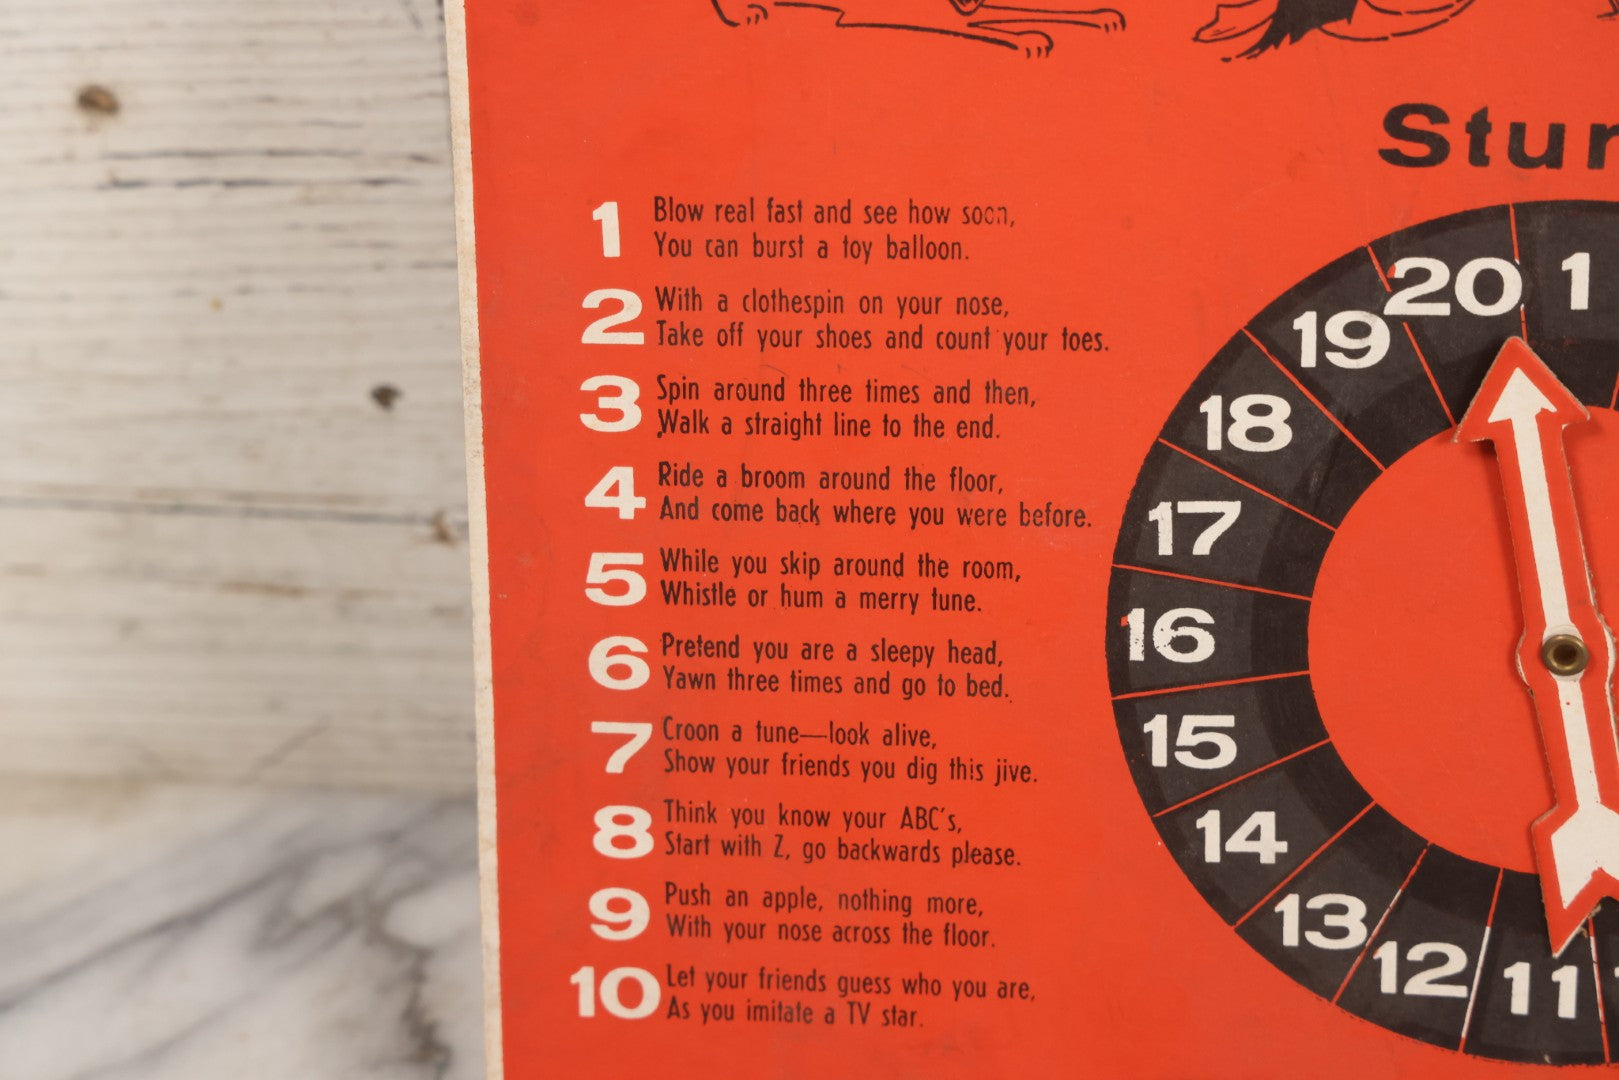 Stun
1 Blow real fast and see how soon,
You can burst a toy balloon.
2 With a clothespin on your nose,
Take off your shoes and count your toes.
3 Spin around three times and then,
Walk a straight line to the end.
4 Ride a broom around the floor,
And come back where you were before.
5 While you skip around the room,
Whistle or hum a merry tune.
6 Pretend you are a sleepy head,
Yawn three times and go to bed.
7 Croon a tune—look alive,
Show your friends you dig this jive.
8 Think you know your ABC's,
Start with Z, go backwards please.
9 Push an apple, nothing more,
With your nose across the floor.
10 Let your friends guess who you are,
As you imitate a TV star.
20 1
19
18
17
16
15
14
13
12
11